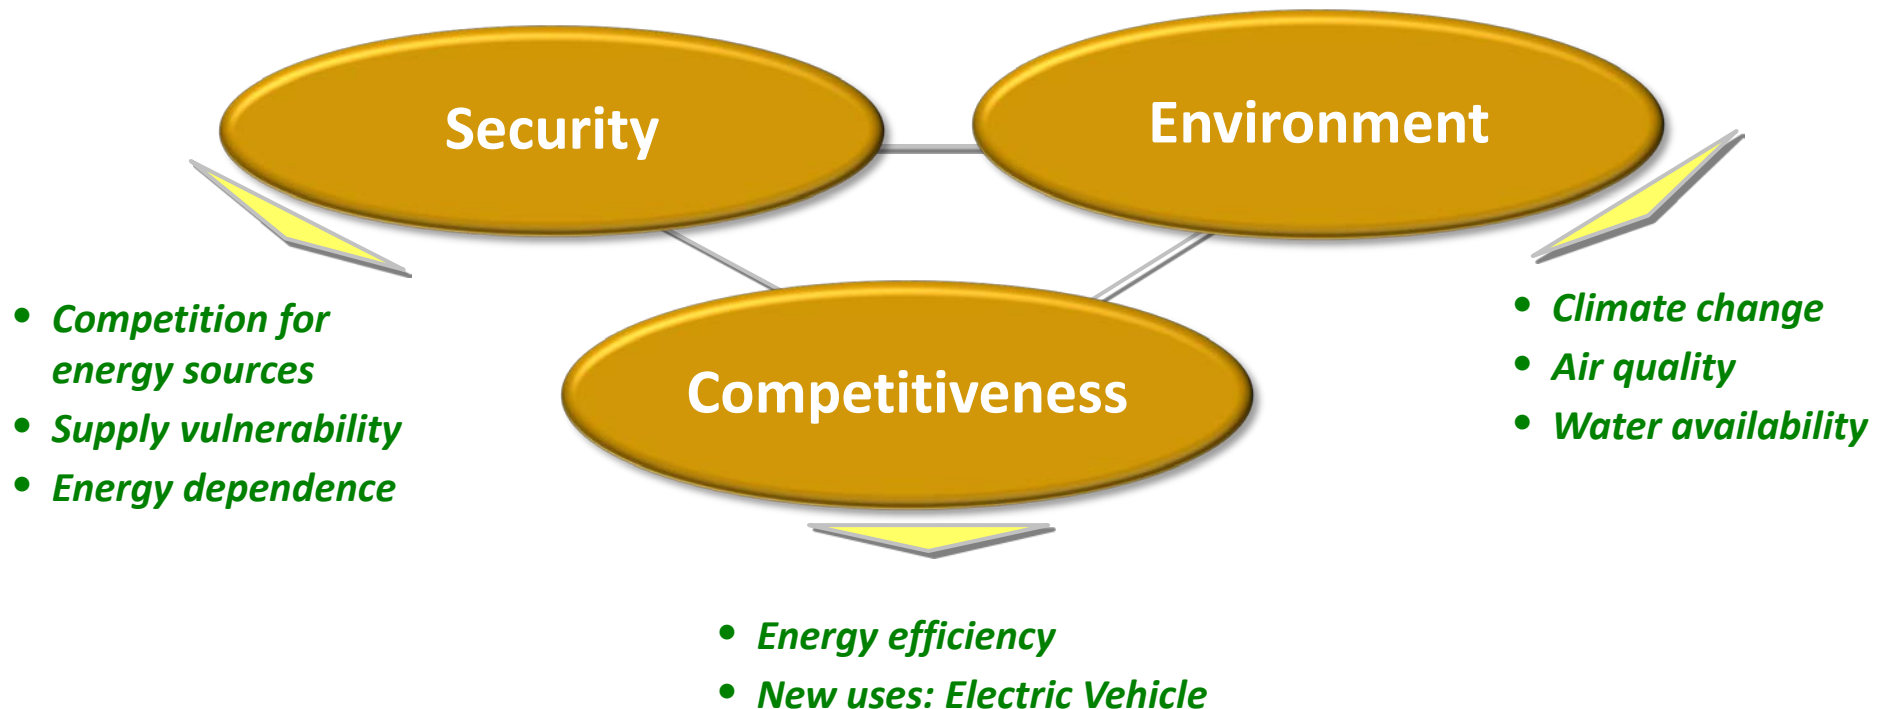 Security
Environment
Competitiveness
• Competition for
energy sources
• Supply vulnerability
• Energy dependence
• Climate change
• Air quality
• Water availability
• Energy efficiency
• New uses: Electric Vehicle